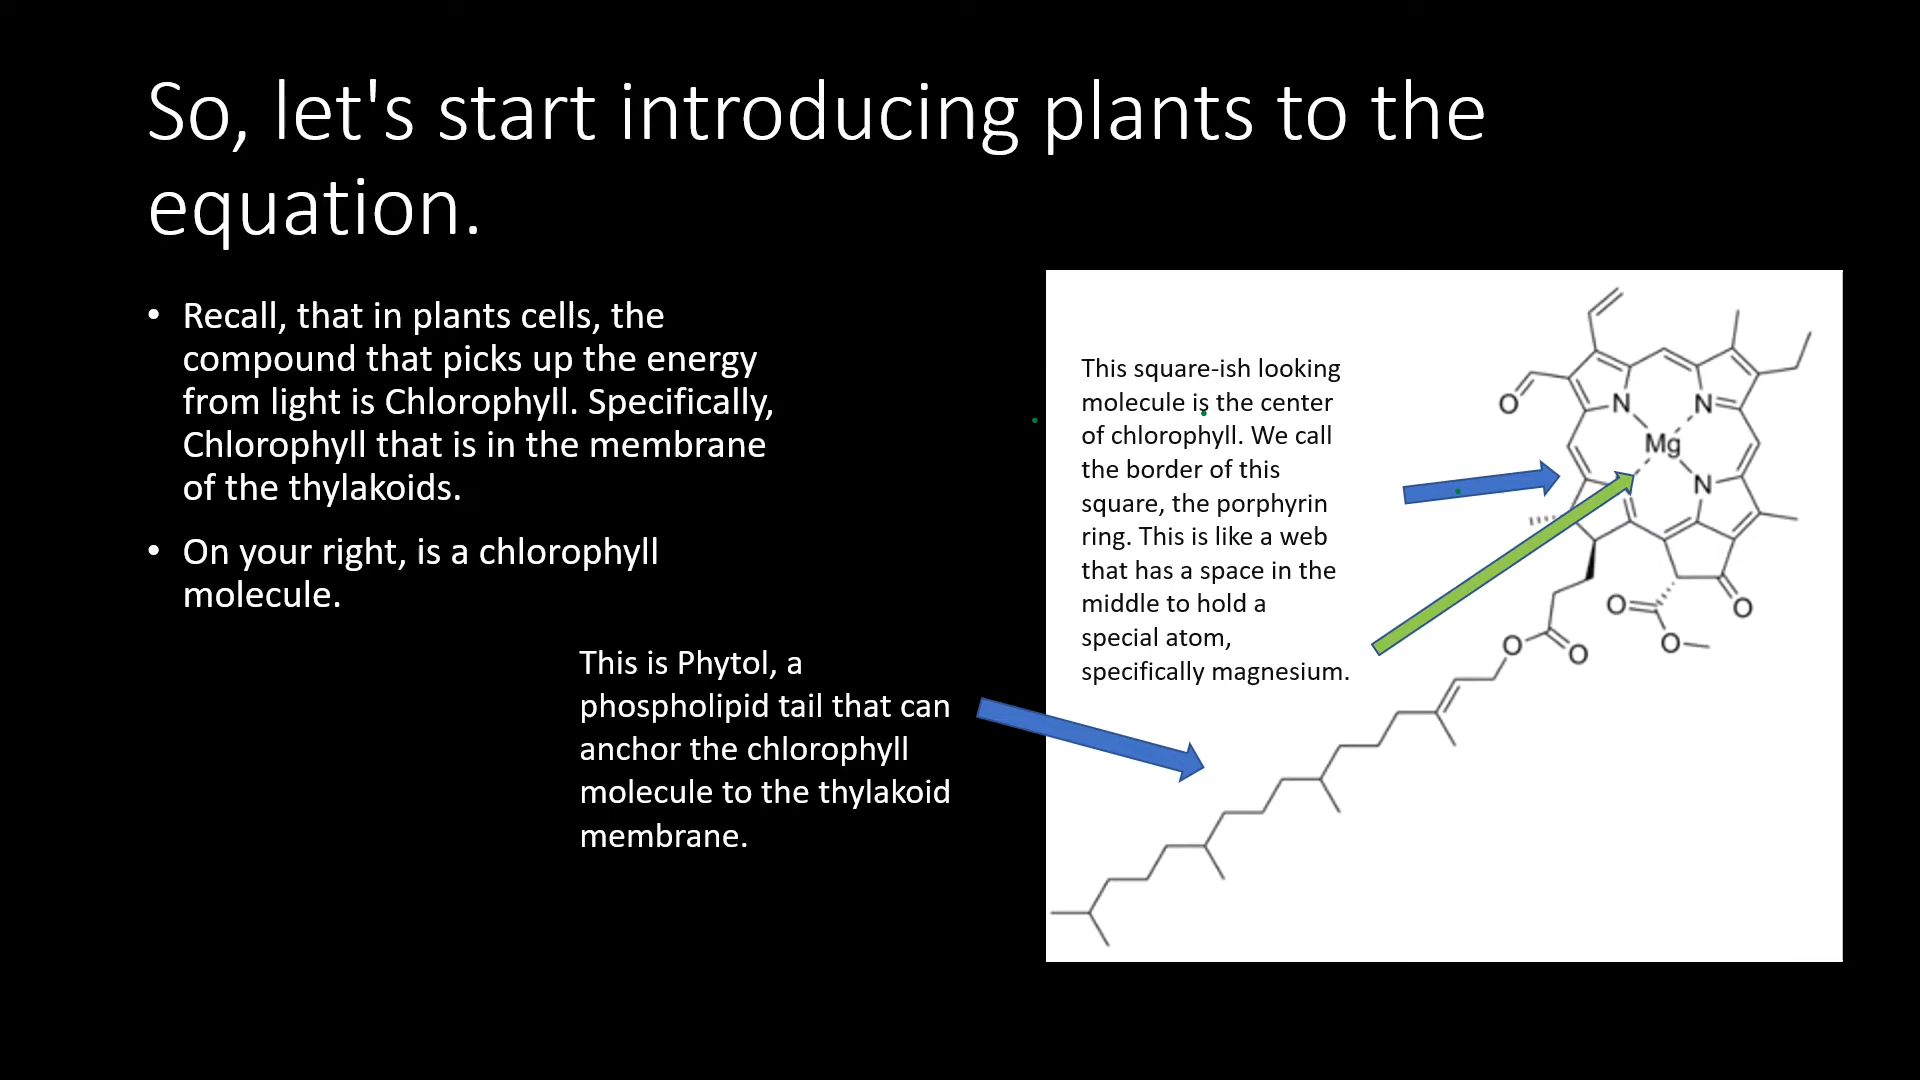 So, let's start introducing plants to the
equation.
• Recall, that in plants cells, the
compound that picks up the energy
from light is Chlorophyll. Specifically,
Chlorophyll that is in the membrane
of the thylakoids.
• On your right, is a chlorophyll
molecule.
This is Phytol, a
phospholipid tail that can
anchor the chlorophyll
molecule to the thylakoid
membrane.
This square-ish looking
molecule is the center
of chlorophyll. We call
the border of this
square, the porphyrin
ring. This is like a web
that has a space in the
middle to hold a
special atom,
specifically magnesium.
O N N
Mg
N
O O
O O O